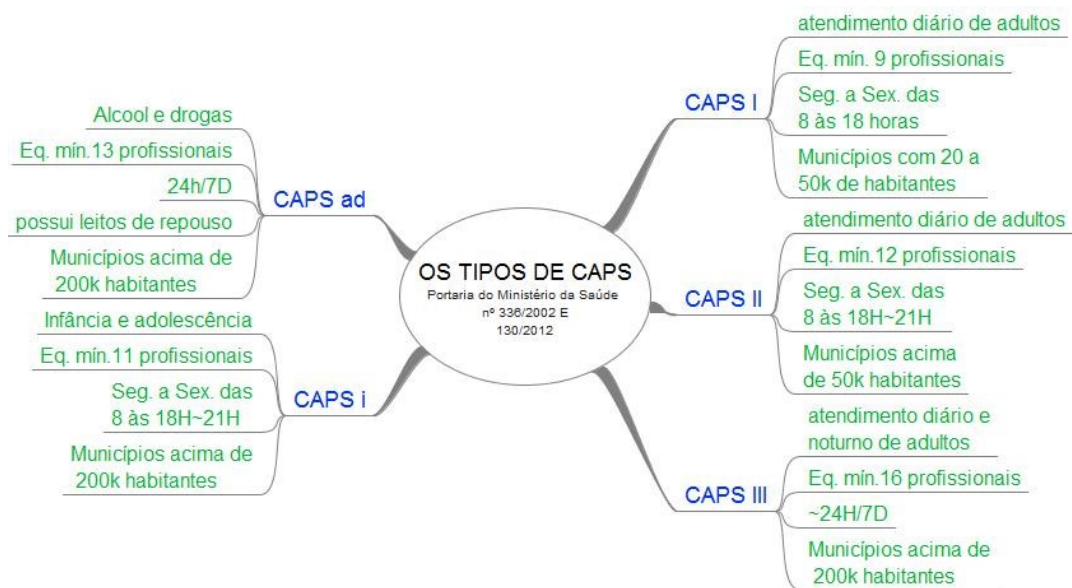 OS TIPOS DE CAPS
Portaria do Ministério da Saúde
nº 336/2002 E
130/2012
CAPS I
atendimento diário de adultos
Eq. mín. 9 profissionais
Seg. a Sex. das
8 às 18 horas
Municípios com 20 a
50k de habitantes
CAPS II
atendimento diário de adultos
Eq. mín.12 profissionais
Seg. a Sex. das
8 às 18H~21H
Municípios acima
de 50k habitantes
CAPS III
atendimento diário e
noturno de adultos
Eq. mín.16 profissionais
~24H/7D
Municípios acima de
200k habitantes
CAPS ad
Alcool e drogas
Eq. mín.13 profissionais
24h/7D
possui leitos de repouso
Municípios acima de
200k habitantes
CAPS i
Infância e adolescência
Eq. mín.11 profissionais
Seg. a Sex. das
8 às 18H~21H
Municípios acima de
200k habitantes